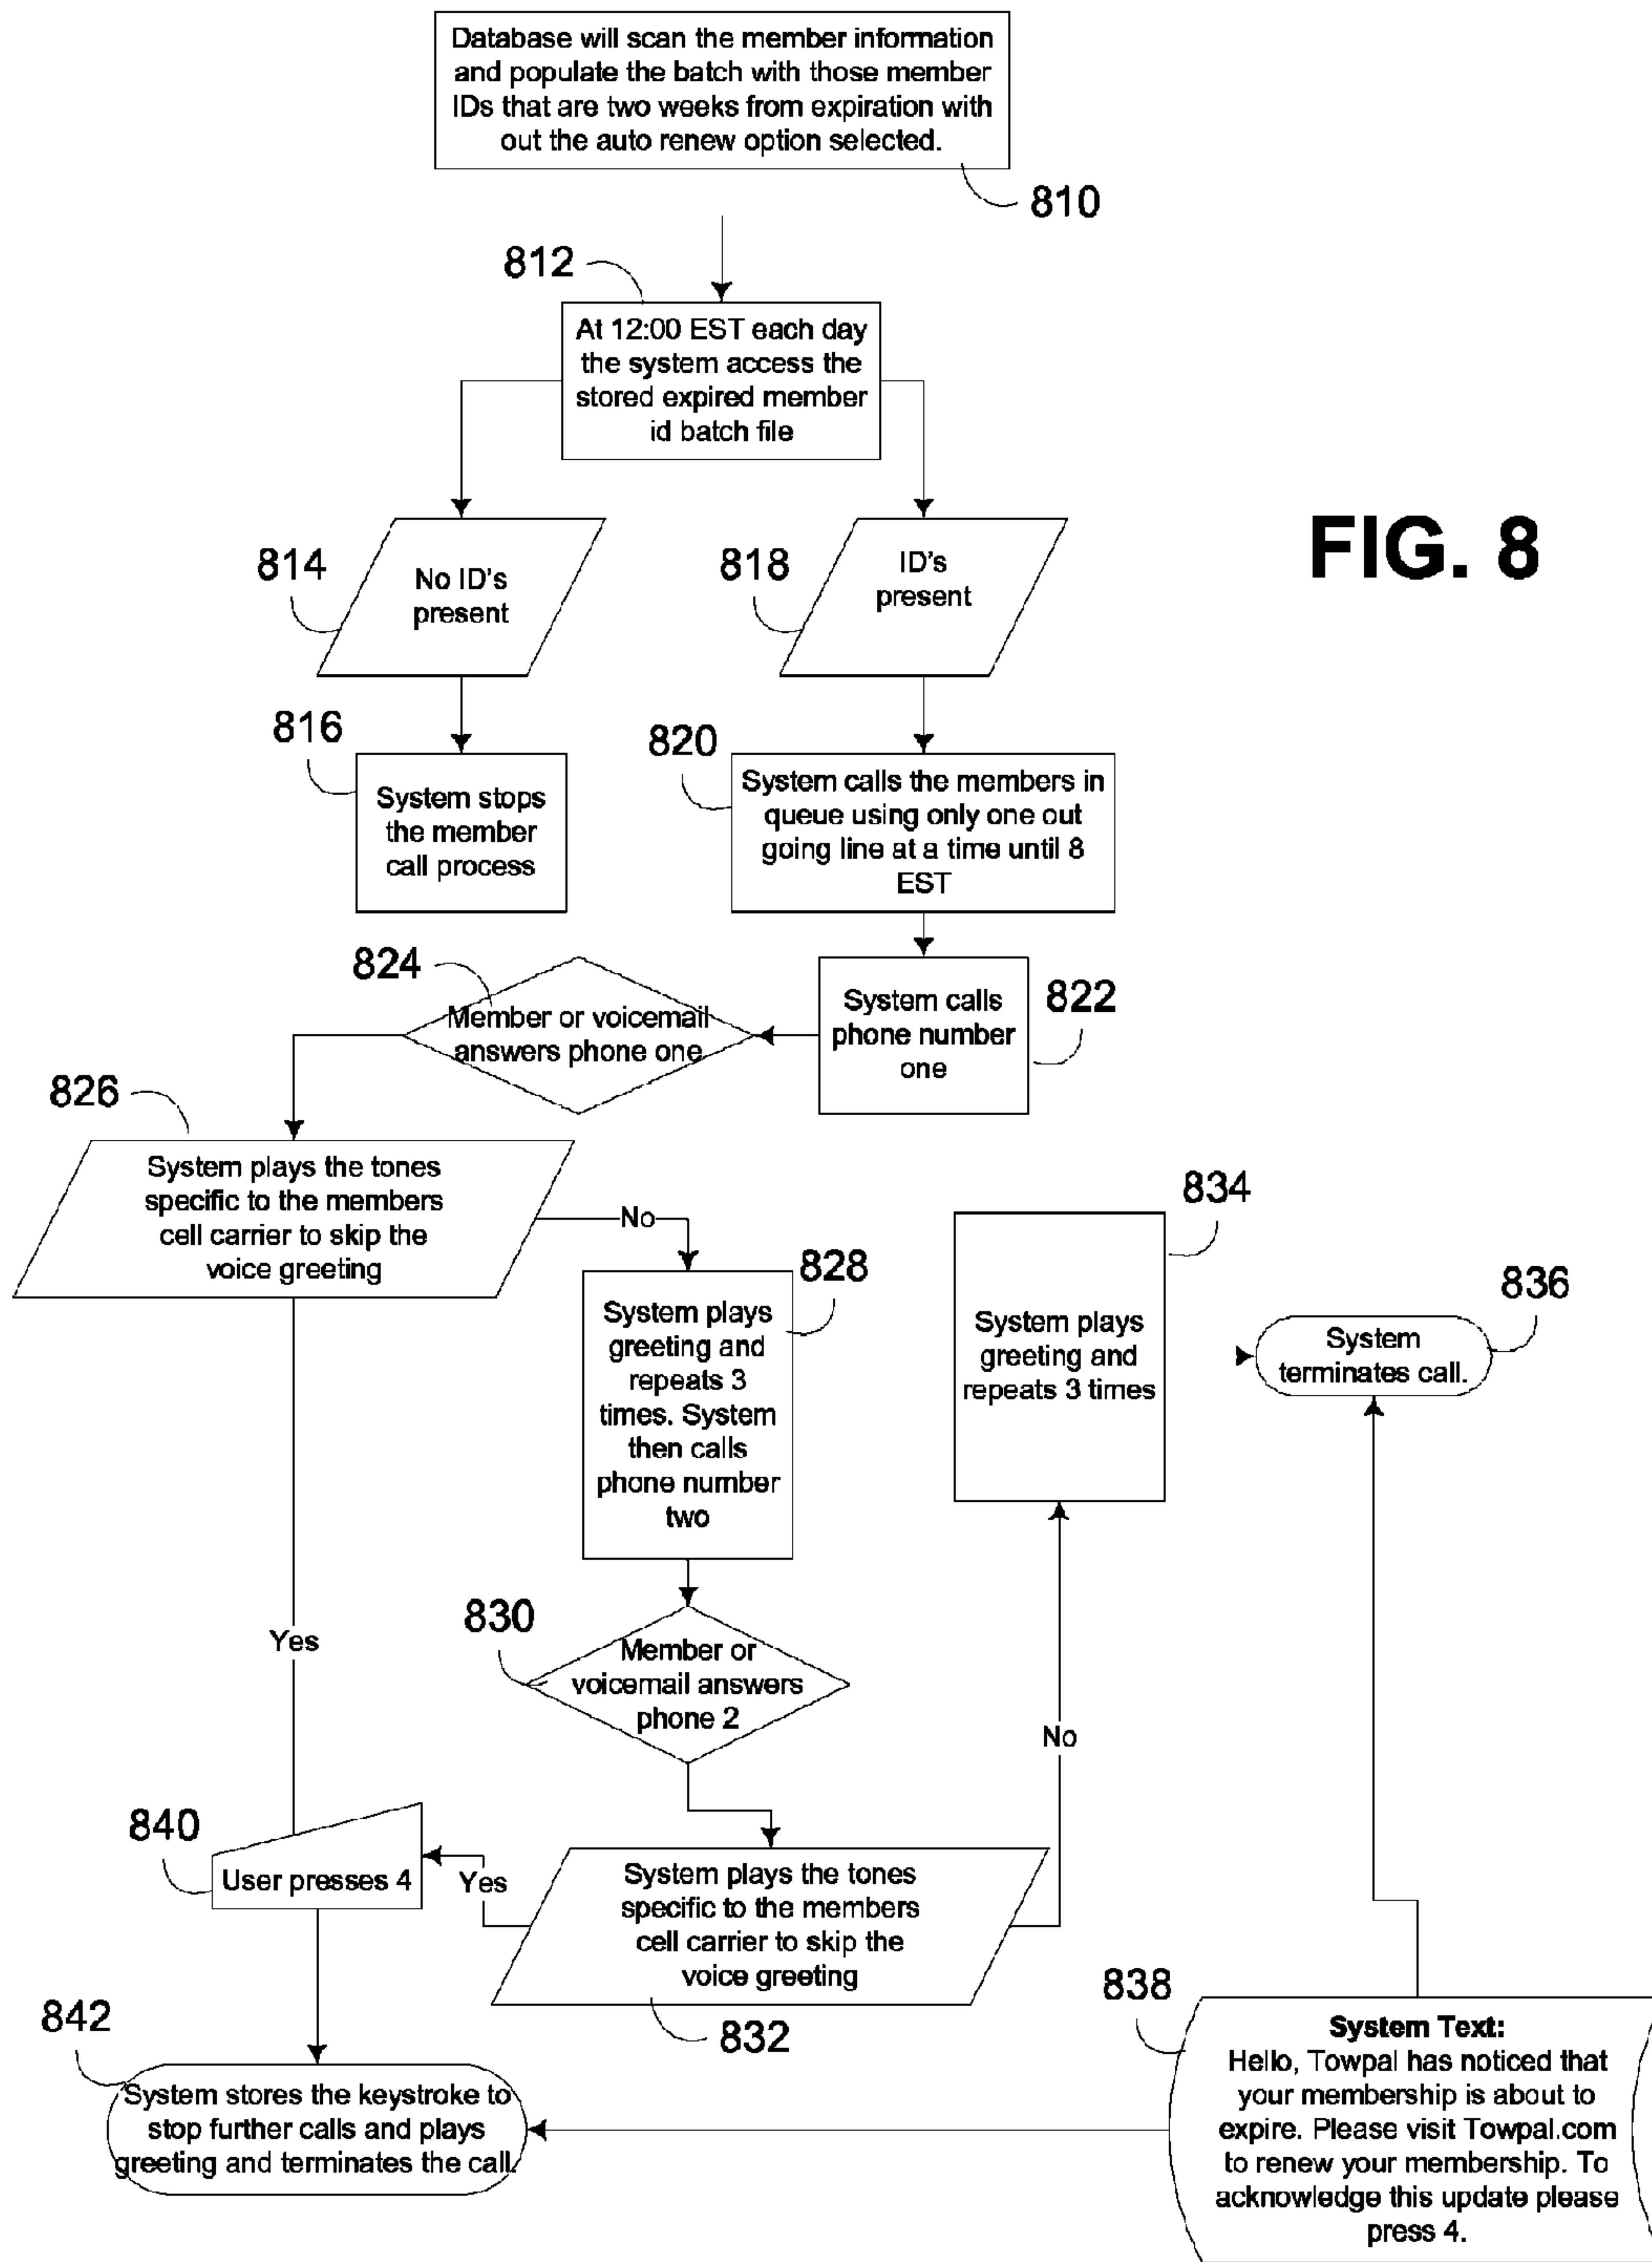 Database will scan the member information
and populate the batch with those member
IDs that are two weeks from expiration with
out the auto renew option selected.
810
812
At 12:00 EST each day
the system access the
stored expired member
id batch file
FIG. 8
814
No ID's
present
818
ID's
present
816
System stops
the member
call process
820
System calls the members in
queue using only one out
going line at a time until 8
EST
824
Member or voicemail
answers phone one
System calls
phone number
one
822
826
System plays the tones
specific to the members
cell carrier to skip the
voice greeting
No
828
System plays
greeting and
repeats 3
times. System
then calls
phone number
two
834
System plays
greeting and
repeats 3 times
836
System
terminates call.
Yes
830
Member or
voicemail answers
phone 2
No
840
User presses 4
Yes
System plays the tones
specific to the members
cell carrier to skip the
voice greeting
832
838
System Text:
Hello, Towpal has noticed that
your membership is about to
expire. Please visit Towpal.com
to renew your membership. To
acknowledge this update please
press 4.
842
System stores the keystroke to
stop further calls and plays
greeting and terminates the call.